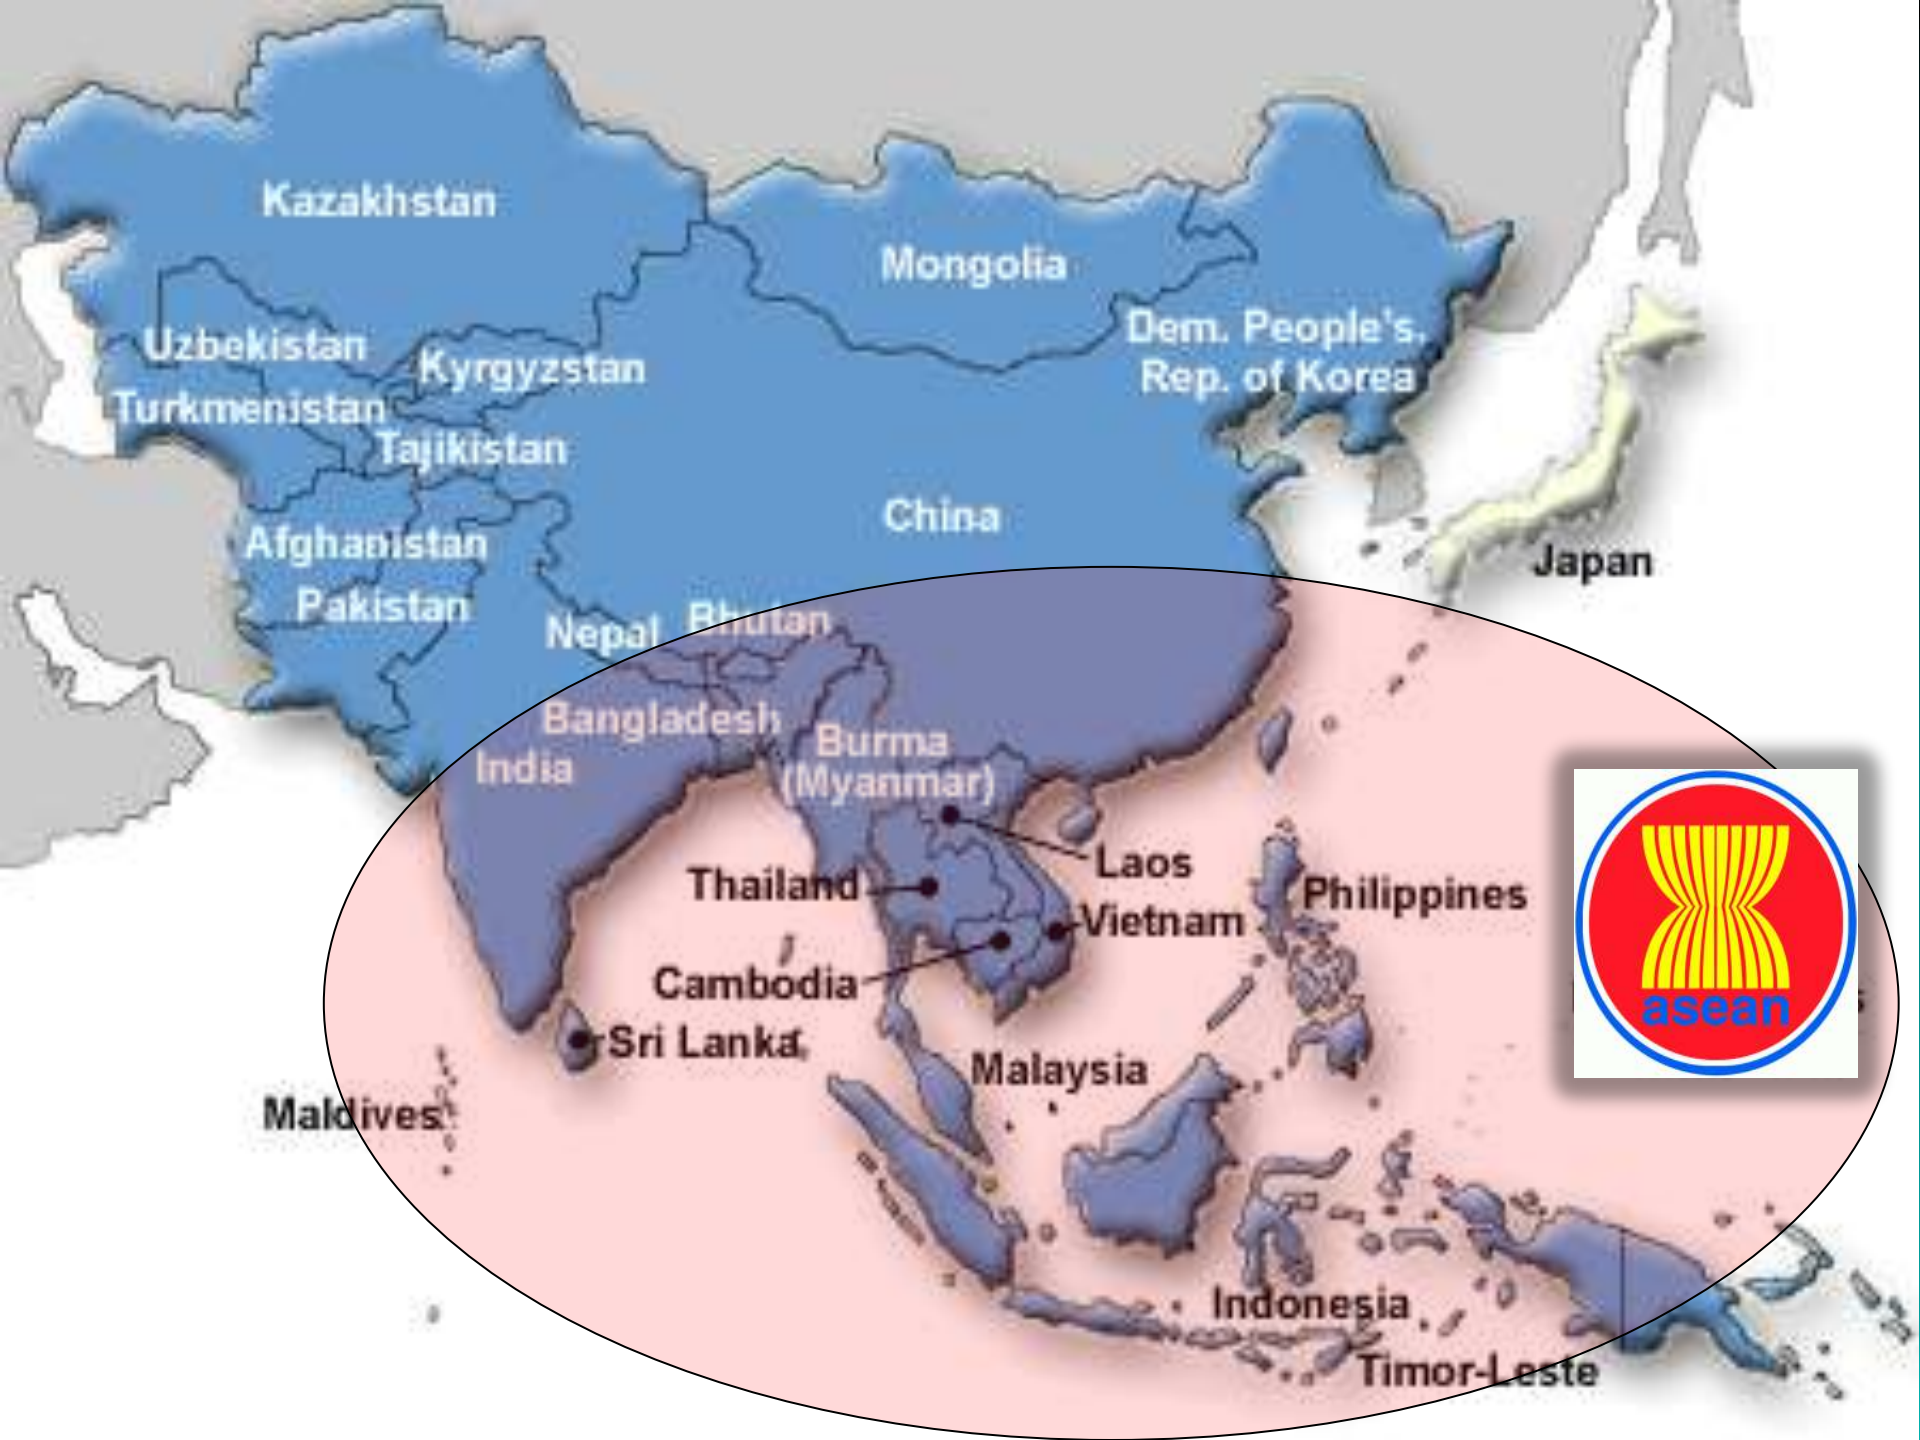 Kazakhstan
Mongolia
Dem. People's.
Rep. of Korea
Uzbekistan
Kyrgyzstan
Turkmenistan
Tajikistan
China
Afghanistan
Japan
Pakistan
Nepal
Bhutan
Bangladesh
India
Burma
(Myanmar)
Laos
Thailand
Philippines
Vietnam
Cambodia
asean
Sri Lanka
Malaysia
Maldives
Indonesia
Timor-Leste